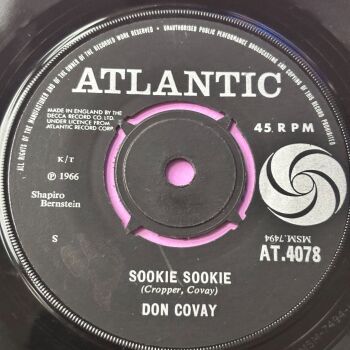 ALL RIGHTS OF THE MANUFACTURER AND OF THE OWNER OF THE RECORDED WORK RESERVED • UNAUTHORISED PUBLIC PERFORMANCE BROADCASTING AND COPYING OF THIS RECORD PROHIBITED
ATLANTIC
MADE IN ENGLAND BY THE
DECCA RECORD CO. LTD.
UNDER LICENCE FROM
ATLANTIC RECORD CORP.
45 RPM
K/T
℗ 1966
Shapiro
Bernstein
S
MSM.7494
AT.4078
SOOKIE SOOKIE
(Cropper, Covay)
DON COVAY